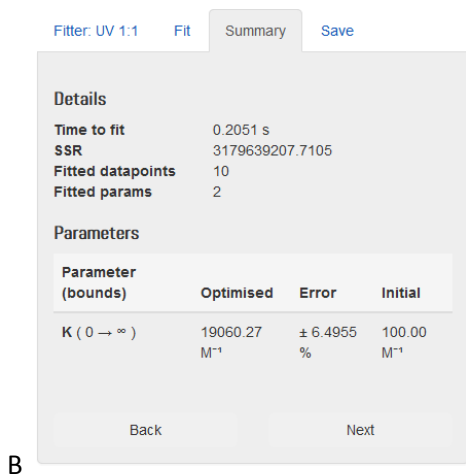 Fitter: UV 1:1 Fit Summary Save
Details
Time to fit 0.2051 s
SSR 3179639207.7105
Fitted datapoints 10
Fitted params 2
Parameters
Parameter
(bounds) Optimised Error Initial
K ( 0 → ∞ ) 19060.27 ± 6.4955 100.00
M⁻¹ % M⁻¹
Back Next
B